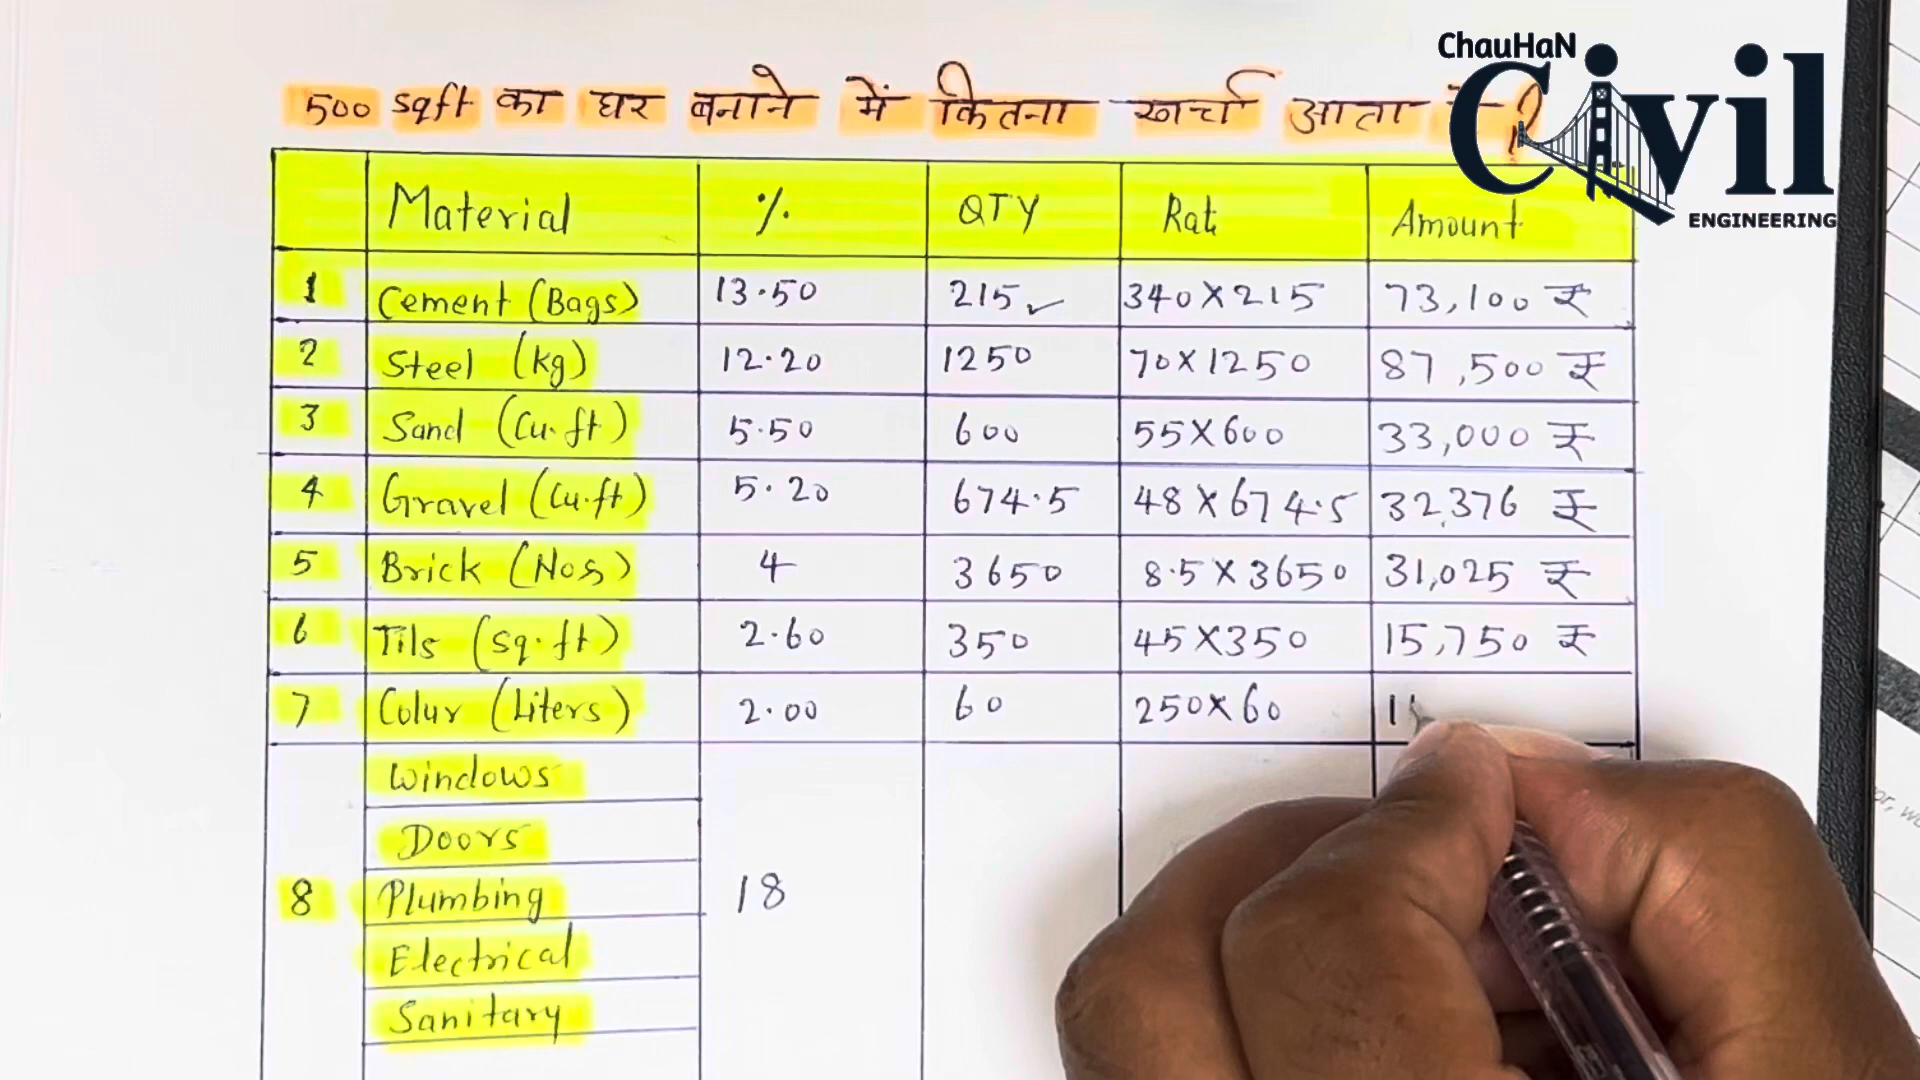 ChauHaN
Civil
ENGINEERING
500 sqft का घर बनाने में कितना खर्चा आता
Material % QTY Rate Amount
1 Cement (Bags) 13.50 215 ✓ 340 X 215 73,100 ₹
2 Steel (kg) 12.20 1250 70 X 1250 87,500 ₹
3 Sand (Cu.ft) 5.50 600 55 X 600 33,000 ₹
4 Gravel (Cu.ft) 5.20 674.5 48 X 674.5 32,376 ₹
5 Brick (Nos) 4 3650 8.5 X 3650 31,025 ₹
6 Tils (sq.ft) 2.60 350 45 X 350 15,750 ₹
7 Colur (Liters) 2.00 60 250 X 60
Windows
Doors
8 Plumbing 18
Electrical
Sanitary